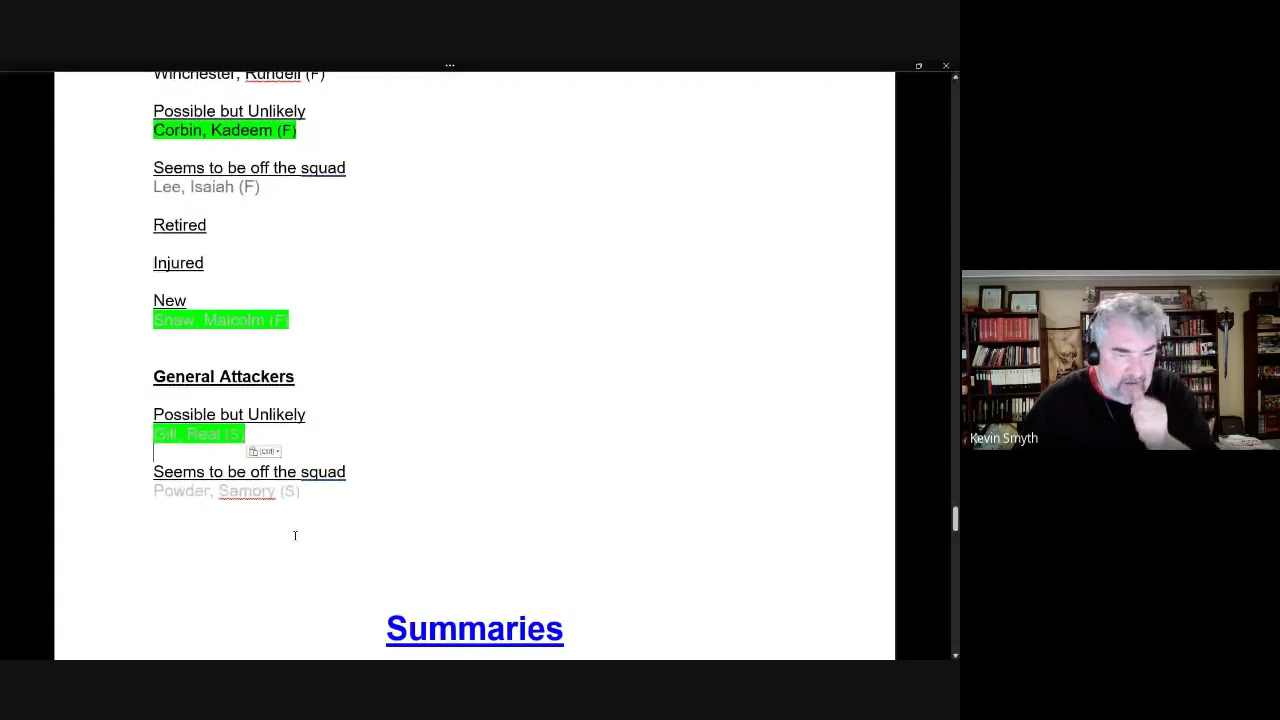 Winchester, Rundell (F)
Possible but Unlikely
Corbin, Kadeem (F)
Seems to be off the squad
Lee, Isaiah (F)
Retired
Injured
New
Shaw, Malcolm (F)
General Attackers
Possible but Unlikely
Gill, Real (S)
(Ctrl)
Seems to be off the squad
Powder, Samory (S)
Summaries
Kevin Smyth